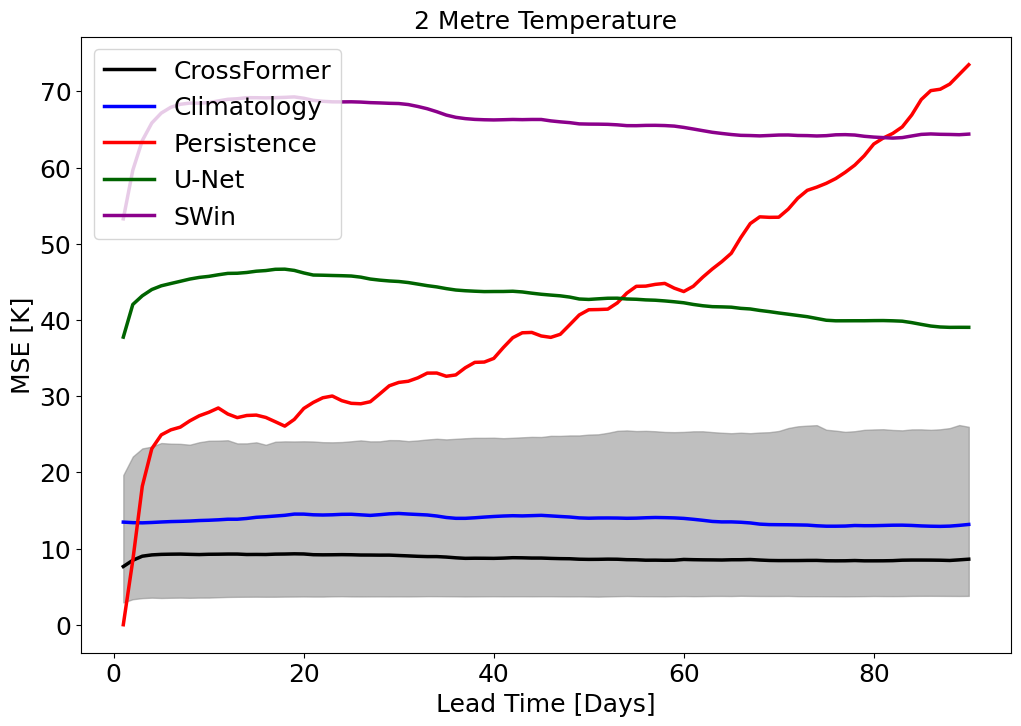 2 Metre Temperature
CrossFormer
Climatology
Persistence
U-Net
SWin
MSE [K]
70
60
50
40
30
20
10
0
0 20 40 60 80
Lead Time [Days]